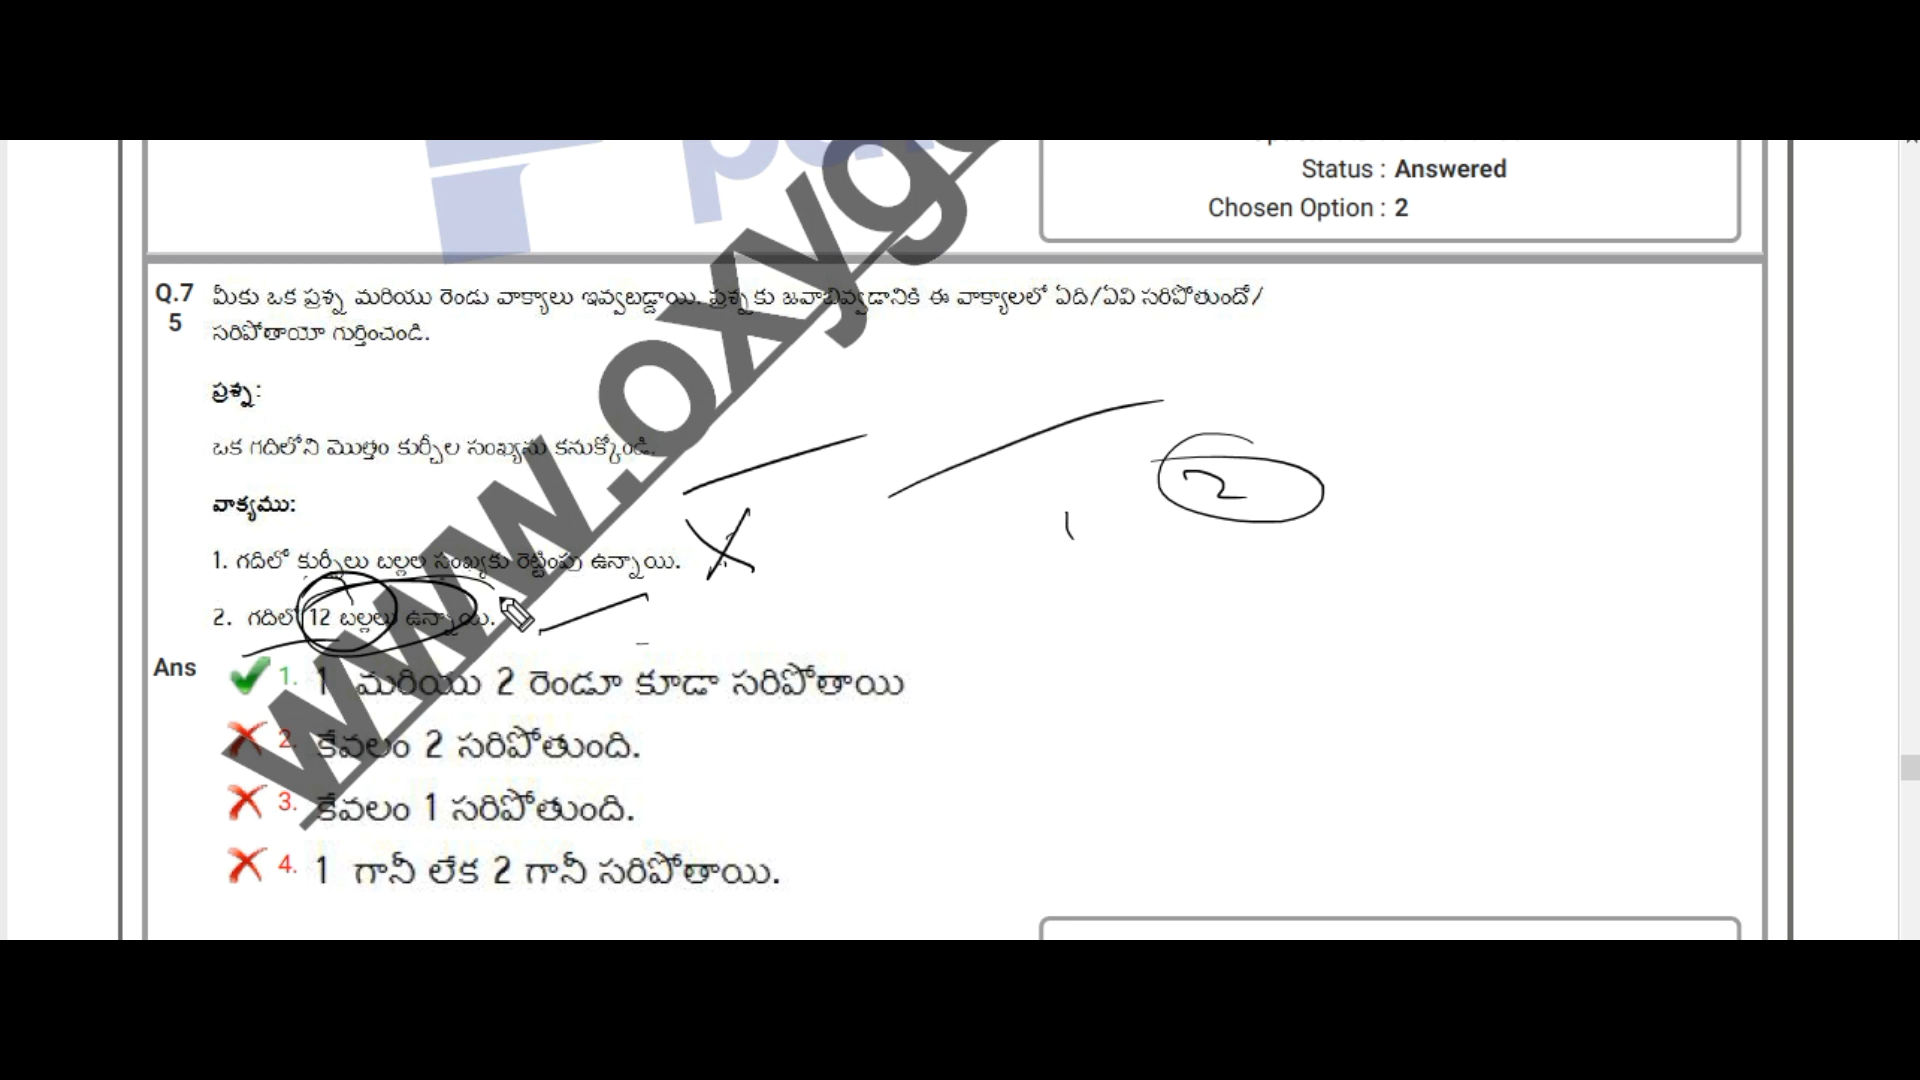 Status : Answered
Chosen Option : 2
Q.7
5
మీకు ఒక ప్రశ్న మరియు రెండు వాక్యాలు ఇవ్వబడ్డాయి. ప్రశ్నకు జవాబివ్వడానికి ఈ వాక్యాలలో ఏది/ఏవి సరిపోతుందో/
సరిపోతాయో గుర్తించండి.
ప్రశ్న:
ఒక గదిలోని మొత్తం కుర్చీల సంఖ్యను కనుక్కోండి.
వాక్యము:
1. గదిలో కుర్చీలు బల్లల సంఖ్యకు రెట్టింపు ఉన్నాయి.
2. గదిలో 12 బల్లలు ఉన్నాయి.
2
Ans
1. 1 మరియు 2 రెండూ కూడా సరిపోతాయి
2. కేవలం 2 సరిపోతుంది.
3. కేవలం 1 సరిపోతుంది.
4. 1 గానీ లేక 2 గానీ సరిపోతాయి.
www.oxyg